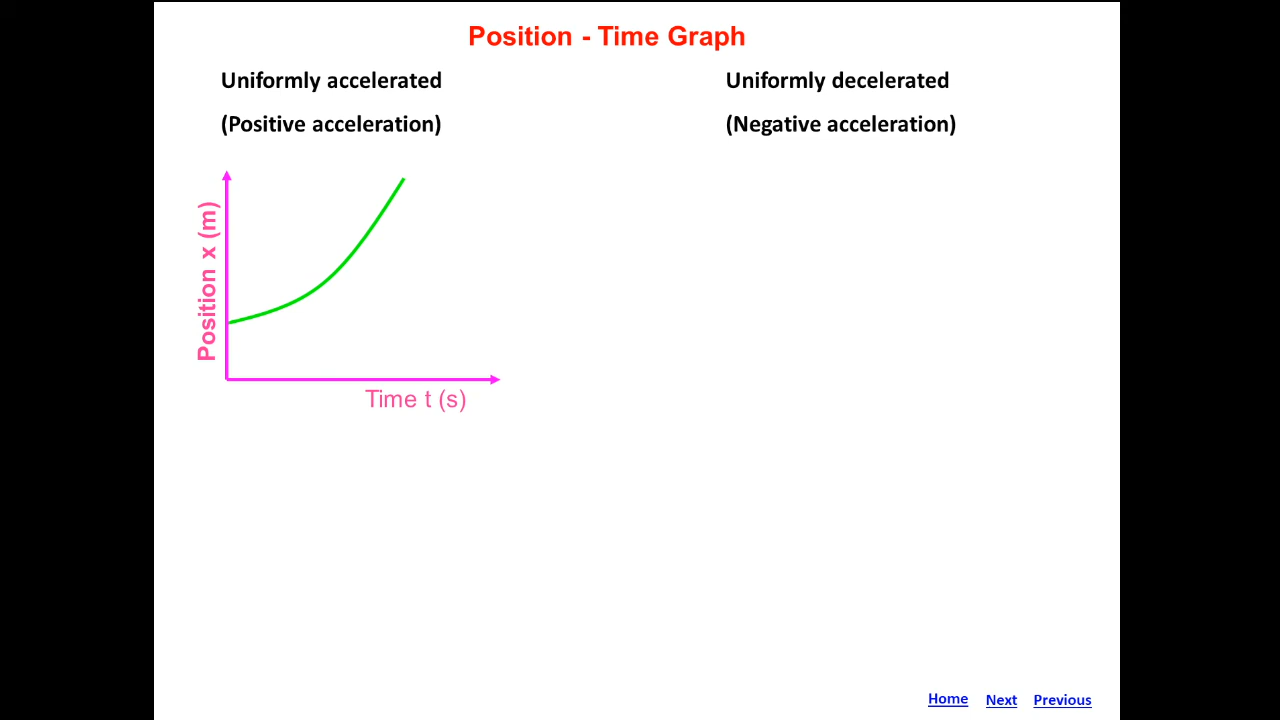 Position - Time Graph
Uniformly accelerated
(Positive acceleration)
Uniformly decelerated
(Negative acceleration)
Position x (m)
Time t (s)
Home Next Previous